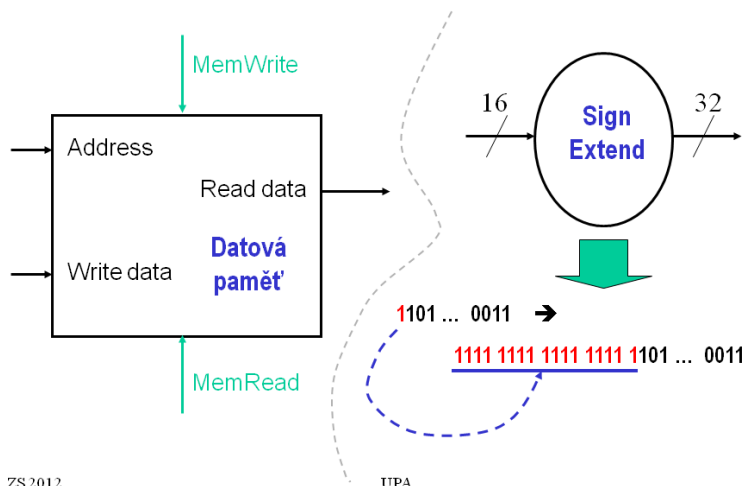 MemWrite
Address
Read data
Write data
Datová
paměť
MemRead
16
Sign
Extend
32
1101 ... 0011 ➔
1111 1111 1111 1111 1101 ... 0011
ZS 2012
UPA